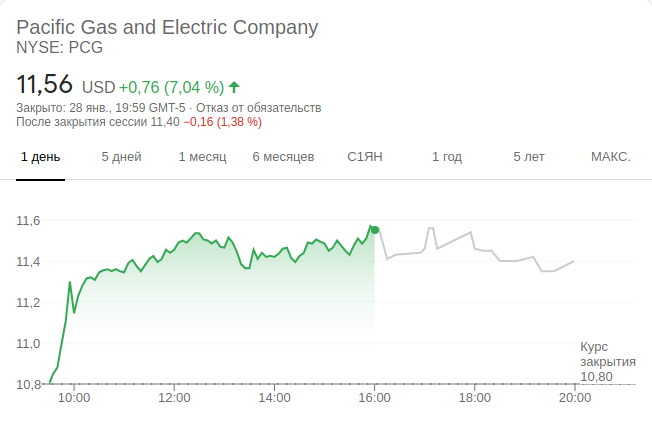 Pacific Gas and Electric Company
NYSE: PCG
11,56 USD +0,76 (7,04 %)
Закрыто: 28 янв., 19:59 GMT-5 · Отказ от обязательств
После закрытия сессии 11,40 −0,16 (1,38 %)
1 день 5 дней 1 месяц 6 месяцев С1ЯН 1 год 5 лет МАКС.
11,6
11,4
11,2
11,0
Курс
закрытия
10,80
10,8
10:00 12:00 14:00 16:00 18:00 20:00